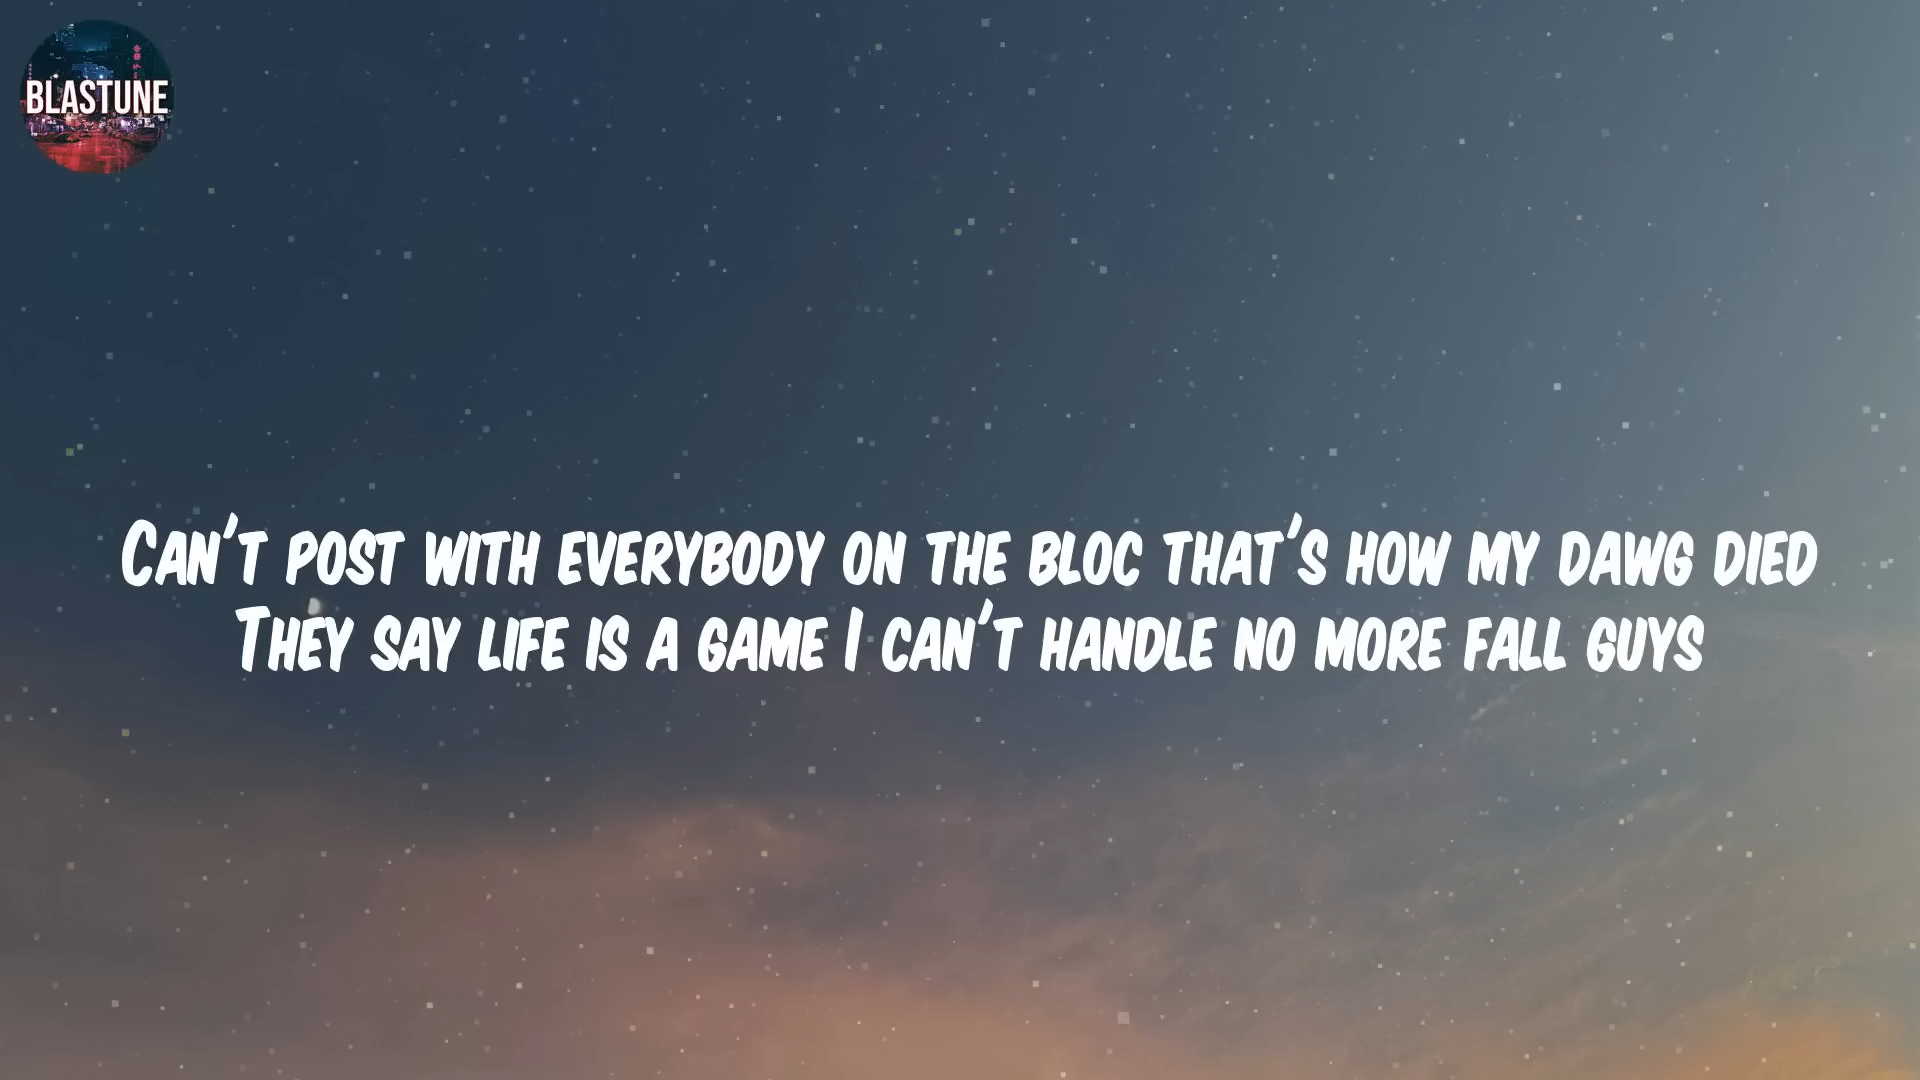 BLASTUNE
CAN'T POST WITH EVERYBODY ON THE BLOC THAT'S HOW MY DAWG DIED
THEY SAY LIFE IS A GAME I CAN'T HANDLE NO MORE FALL GUYS